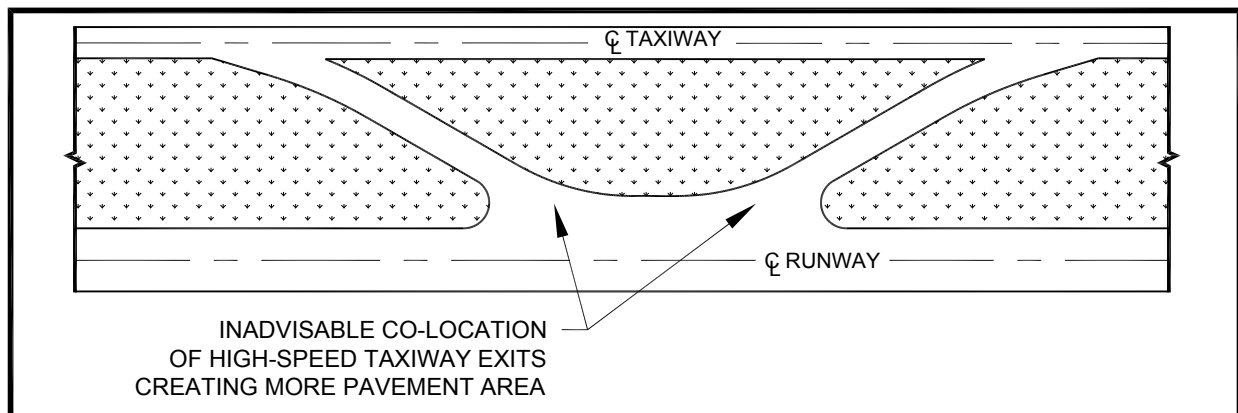 ℄ TAXIWAY
℄ RUNWAY
INADVISABLE CO-LOCATION
OF HIGH-SPEED TAXIWAY EXITS
CREATING MORE PAVEMENT AREA